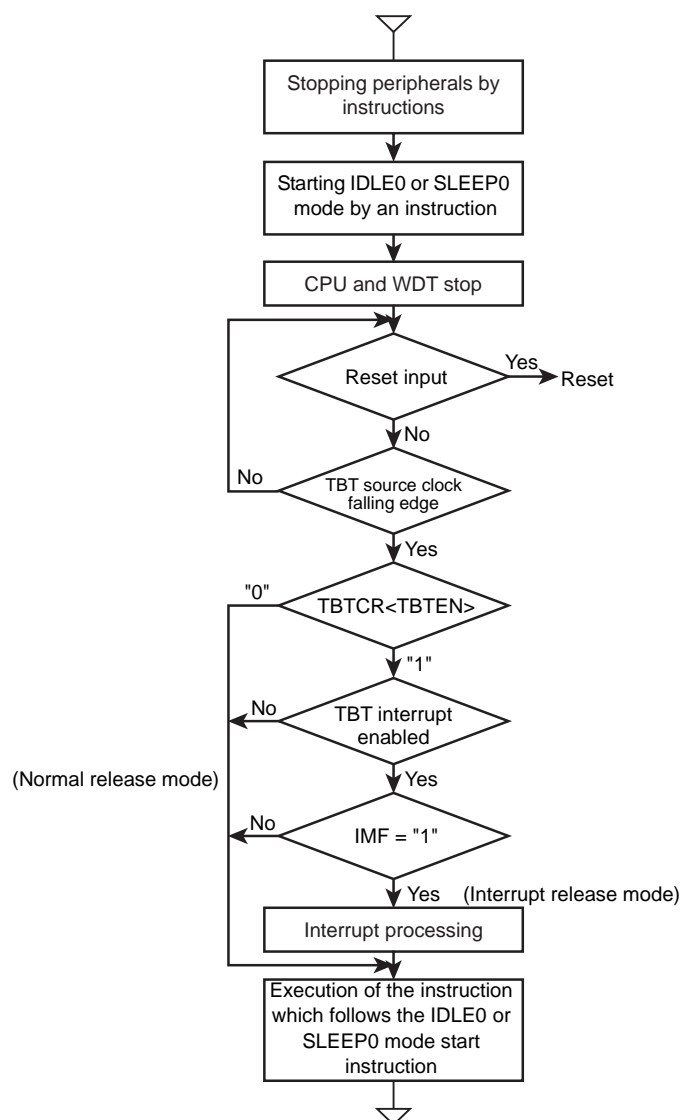 Stopping peripherals by
instructions
Starting IDLE0 or SLEEP0
mode by an instruction
CPU and WDT stop
Reset input
Yes
Reset
No
No
TBT source clock
falling edge
Yes
"0"
TBTCR<TBTEN>
"1"
No
TBT interrupt
enabled
(Normal release mode)
Yes
No
IMF = "1"
Yes
(Interrupt release mode)
Interrupt processing
Execution of the instruction
which follows the IDLE0 or
SLEEP0 mode start
instruction